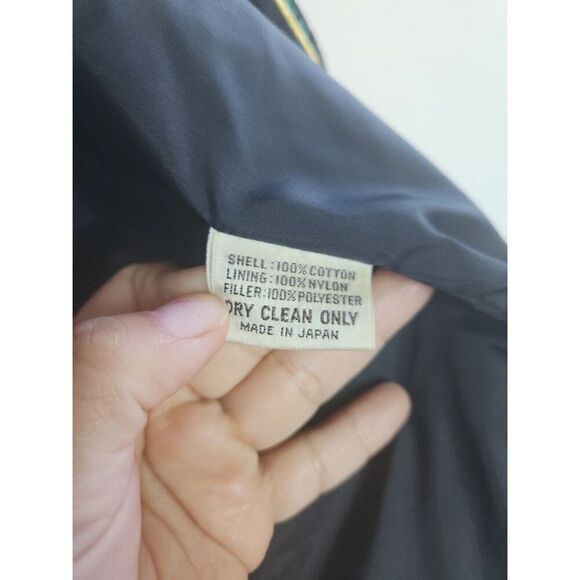 SHELL:100%COTTON
LINING:100%NYLON
FILLER:100%POLYESTER
DRY CLEAN ONLY
MADE IN JAPAN